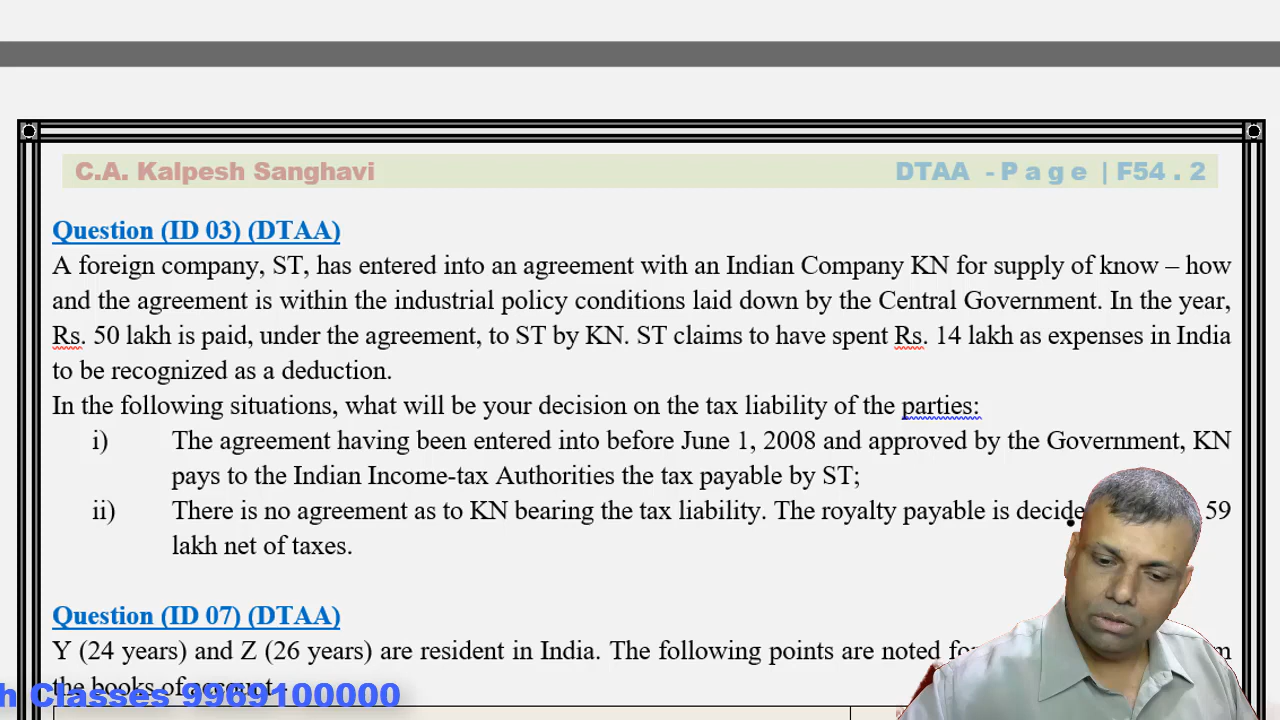 C.A. Kalpesh Sanghavi
DTAA - P a g e | F54 . 2
Question (ID 03) (DTAA)
A foreign company, ST, has entered into an agreement with an Indian Company KN for supply of know – how
and the agreement is within the industrial policy conditions laid down by the Central Government. In the year,
Rs. 50 lakh is paid, under the agreement, to ST by KN. ST claims to have spent Rs. 14 lakh as expenses in India
to be recognized as a deduction.
In the following situations, what will be your decision on the tax liability of the parties:
i) The agreement having been entered into before June 1, 2008 and approved by the Government, KN
pays to the Indian Income-tax Authorities the tax payable by ST;
ii) There is no agreement as to KN bearing the tax liability. The royalty payable is 59
lakh net of taxes.
Question (ID 07) (DTAA)
Y (24 years) and Z (26 years) are resident in India. The following points are noted
the books of account
Classes 9969100000